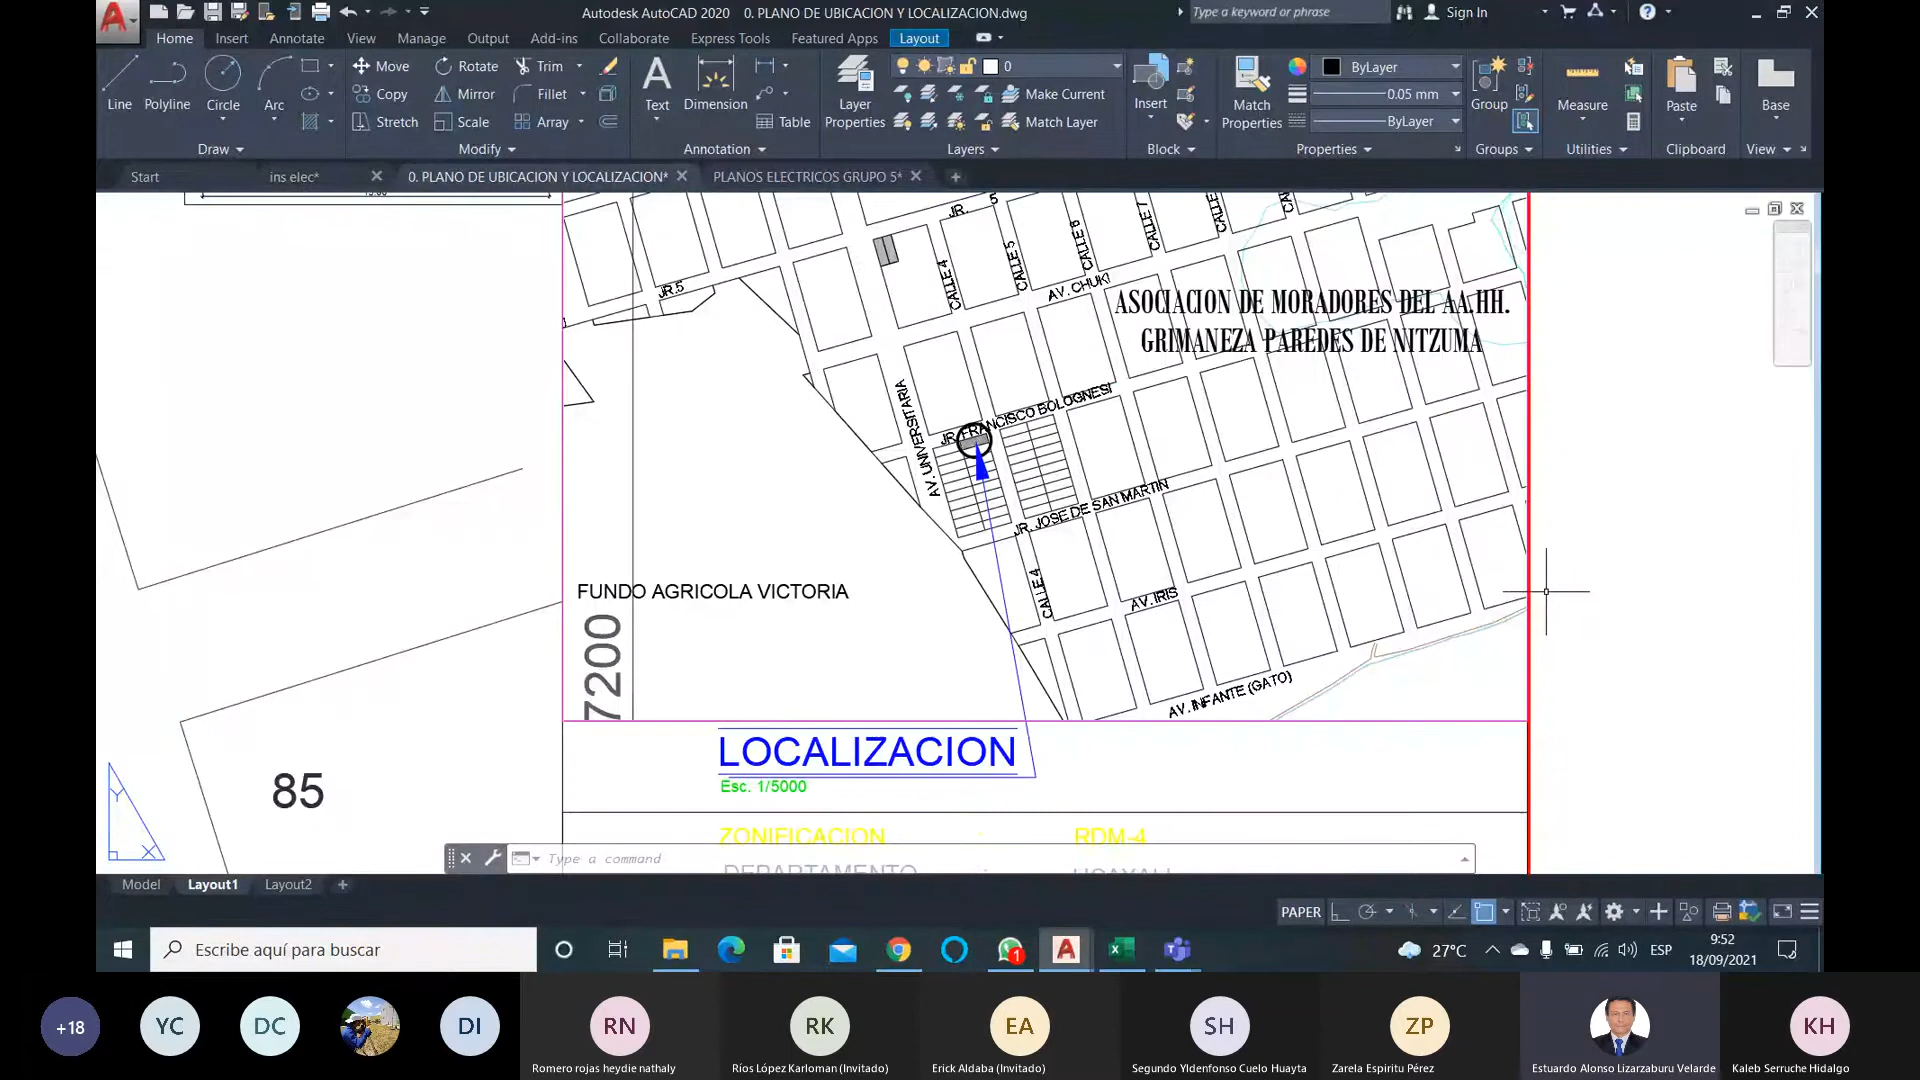 Autodesk AutoCAD 2020 0. PLANO DE UBICACION Y LOCALIZACION.dwg
Type a keyword or phrase
Sign In
Home Insert Annotate View Manage Output Add-ins Collaborate Express Tools Featured Apps Layout
Line Polyline Circle Arc
Move Rotate Trim
Copy Mirror Fillet
Stretch Scale Array
Text Dimension Table
Layer Properties
0
Make Current
Match Layer
Insert
Match Properties
ByLayer
0.05 mm
ByLayer
Group Measure Paste Base
Draw Modify Annotation Layers Block Properties Groups Utilities Clipboard View
Start ins elec* 0. PLANO DE UBICACION Y LOCALIZACION* PLANOS ELECTRICOS GRUPO 5*
JR. 5
CALLE 4
CALLE 5
CALLE 6
CALLE 7
JR.5
AV. CHUKI
ASOCIACION DE MORADORES DEL AA.HH.
GRIMANEZA PAREDES DE NITZUMA
AV. UNIVERSITARIA
JR. FRANCISCO BOLOGNESI
JR. JOSE DE SAN MARTIN
CALLE 4
AV. IRIS
AV. INFANTE (GATO)
FUNDO AGRICOLA VICTORIA
7200
LOCALIZACION
Esc. 1/5000
85
Y
X
ZONIFICACION : RDM-4
DEPARTAMENTO : UCAYALI
Type a command
Model Layout1 Layout2
PAPER
Escribe aquí para buscar
1
27°C
ESP
9:52
18/09/2021
+18 YC DC DI RN RK EA SH ZP KH
Romero rojas heydie nathaly
Ríos López Karloman (Invitado)
Erick Aldaba (Invitado)
Segundo Yldenfonso Cuelo Huayta
Zarela Espiritu Pérez
Estuardo Alonso Lizarzaburu Velarde
Kaleb Serruche Hidalgo